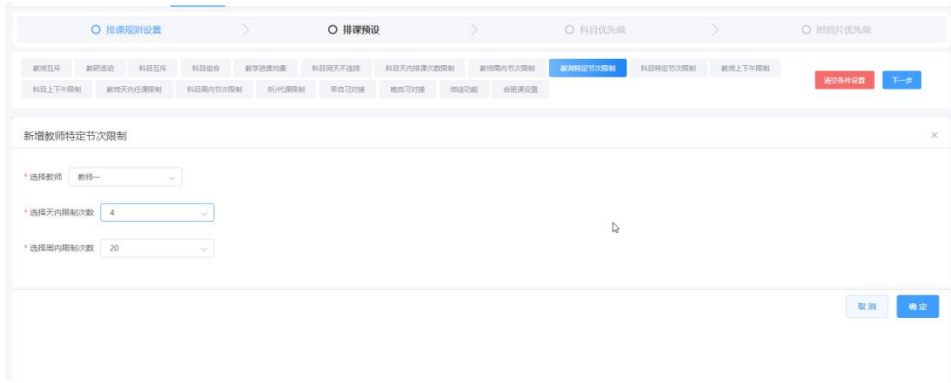 排课规则设置 排课预设 科目优先级 时间片优先级
教师互斥 教研活动 科目互斥 科目组合 教学进度均衡 科目隔天不连排 科目天内排课次数限制 教师周内节次限制 教师特定节次限制 科目特定节次限制 教师上下午限制
清空条件设置 下一步
科目上下午限制 教师天内任课限制 科目周内节次限制 听/代课限制 早自习对接 晚自习对接 师徒功能 合班课设置
新增教师特定节次限制
* 选择教师 教师一
* 选择天内限制次数 4
* 选择周内限制次数 20
取消 确定